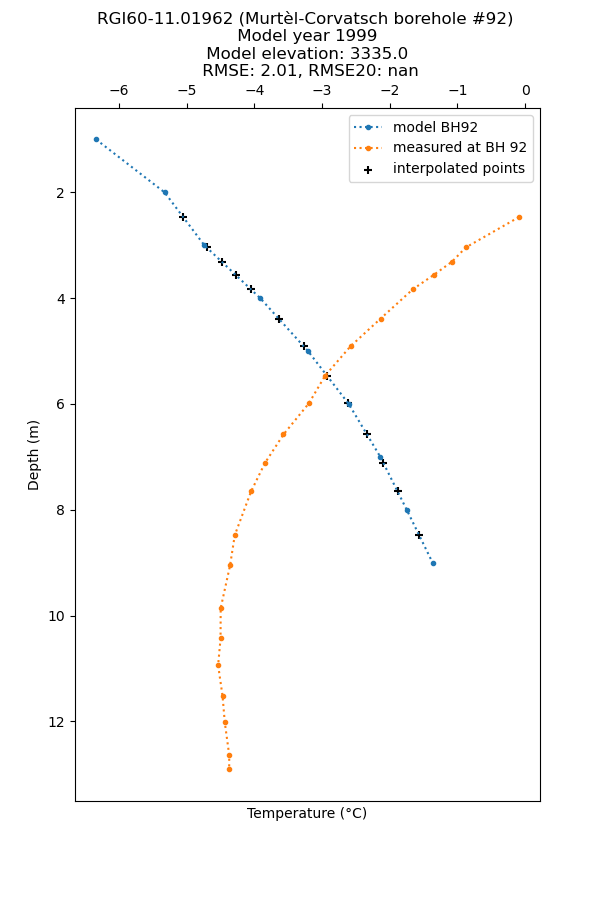 RGI60-11.01962 (Murtèl-Corvatsch borehole #92)
Model year 1999
Model elevation: 3335.0
RMSE: 2.01, RMSE20: nan
−6 −5 −4 −3 −2 −1 0
model BH92
measured at BH 92
interpolated points
2
4
6
8
10
12
Depth (m)
Temperature (°C)